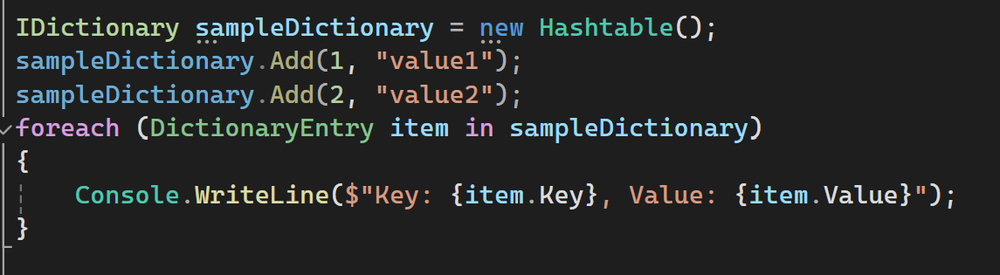 IDictionary sampleDictionary = new Hashtable();
sampleDictionary.Add(1, "value1");
sampleDictionary.Add(2, "value2");
foreach (DictionaryEntry item in sampleDictionary)
{
    Console.WriteLine($"Key: {item.Key}, Value: {item.Value}");
}